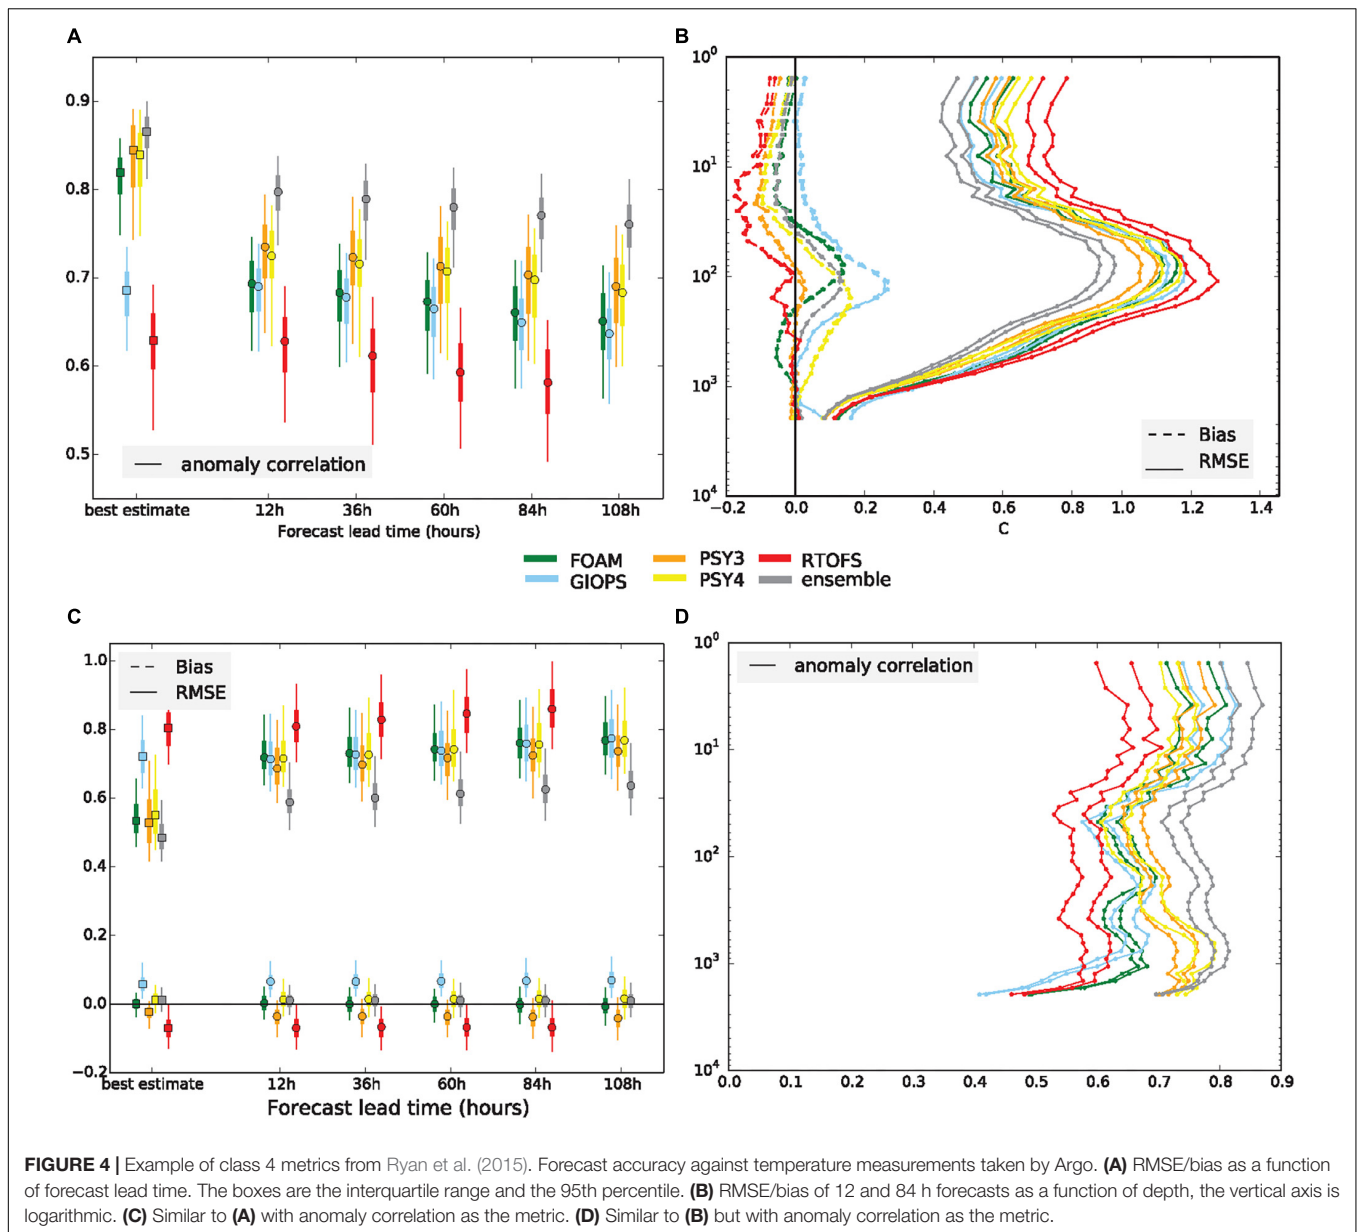 A
0.9
0.8
0.7
0.6
0.5
anomaly correlation
best estimate 12h 36h 60h 84h 108h
Forecast lead time (hours)
B
10⁰
10¹
10²
10³
10⁴
Bias
RMSE
−0.2 0.0 0.2 0.4 0.6 0.8 1.0 1.2 1.4
C
FOAM PSY3 RTOFS
GIOPS PSY4 ensemble
C
Bias
RMSE
1.0
0.8
0.6
0.4
0.2
0.0
−0.2
best estimate 12h 36h 60h 84h 108h
Forecast lead time (hours)
D
anomaly correlation
10⁰
10¹
10²
10³
10⁴
0.0 0.1 0.2 0.3 0.4 0.5 0.6 0.7 0.8 0.9
FIGURE 4 | Example of class 4 metrics from Ryan et al. (2015). Forecast accuracy against temperature measurements taken by Argo. (A) RMSE/bias as a function
of forecast lead time. The boxes are the interquartile range and the 95th percentile. (B) RMSE/bias of 12 and 84 h forecasts as a function of depth, the vertical axis is
logarithmic. (C) Similar to (A) with anomaly correlation as the metric. (D) Similar to (B) but with anomaly correlation as the metric.